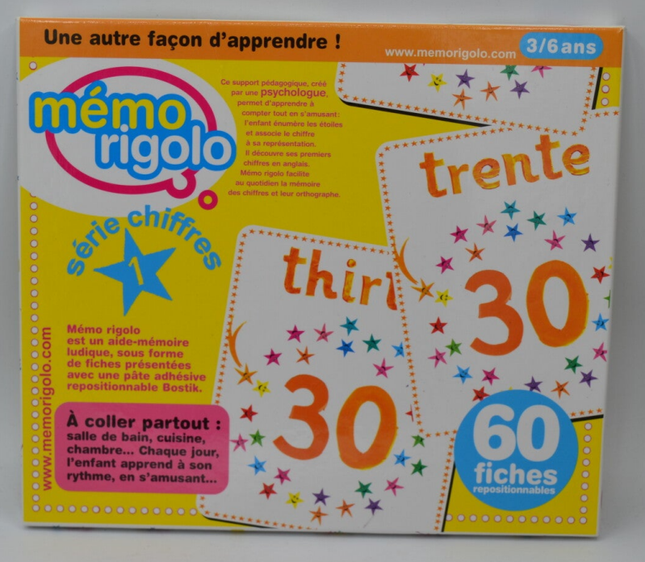 Une autre façon d'apprendre !
www.memorigolo.com
3/6 ans
mémo
rigolo
série chiffres
1
Ce support pédagogique, créé
par une psychologue,
permet d'apprendre à
compter tout en s'amusant :
l'enfant énumère les étoiles
et associe le chiffre
à sa représentation.
Il découvre ses premiers
chiffres en anglais.
Mémo rigolo facilite
au quotidien la mémoire
des chiffres et leur orthographe.
trente
30
thirt
30
Mémo rigolo
est un aide-mémoire
ludique, sous forme
de fiches présentées
avec une pâte adhésive
repositionnable Bostik.
À coller partout :
salle de bain, cuisine,
chambre... Chaque jour,
l'enfant apprend à son
rythme, en s'amusant...
www.memorigolo.com
60
fiches
repositionnables